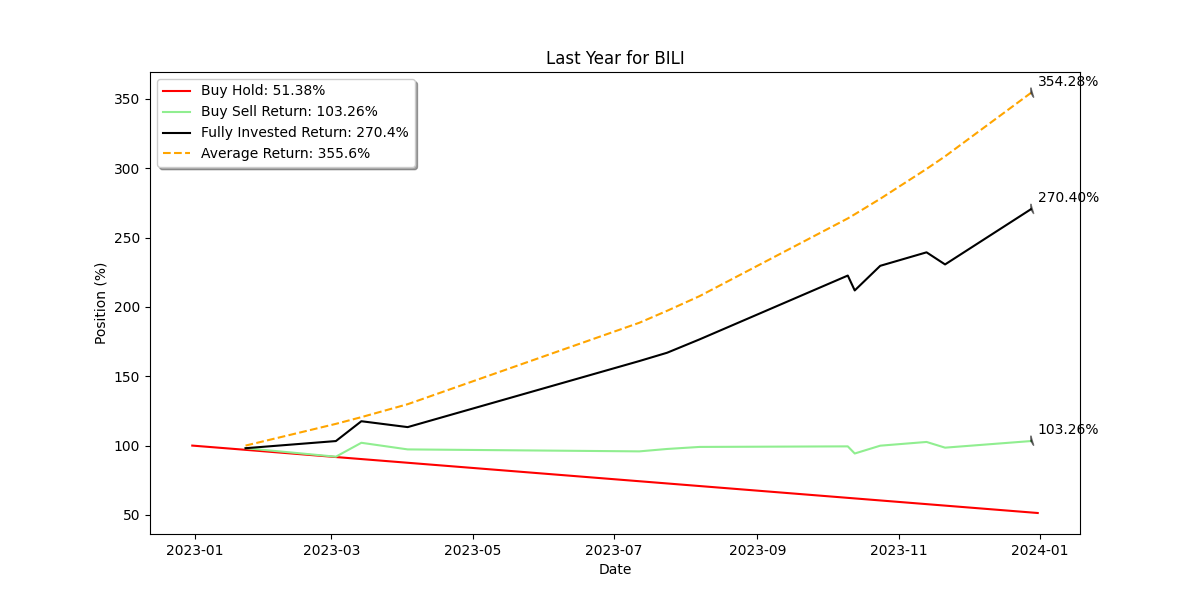 Last Year for BILI
Buy Hold: 51.38%
Buy Sell Return: 103.26%
Fully Invested Return: 270.4%
Average Return: 355.6%
354.28%
270.40%
103.26%
Position (%)
350
300
250
200
150
100
50
2023-01
2023-03
2023-05
2023-07
2023-09
2023-11
2024-01
Date